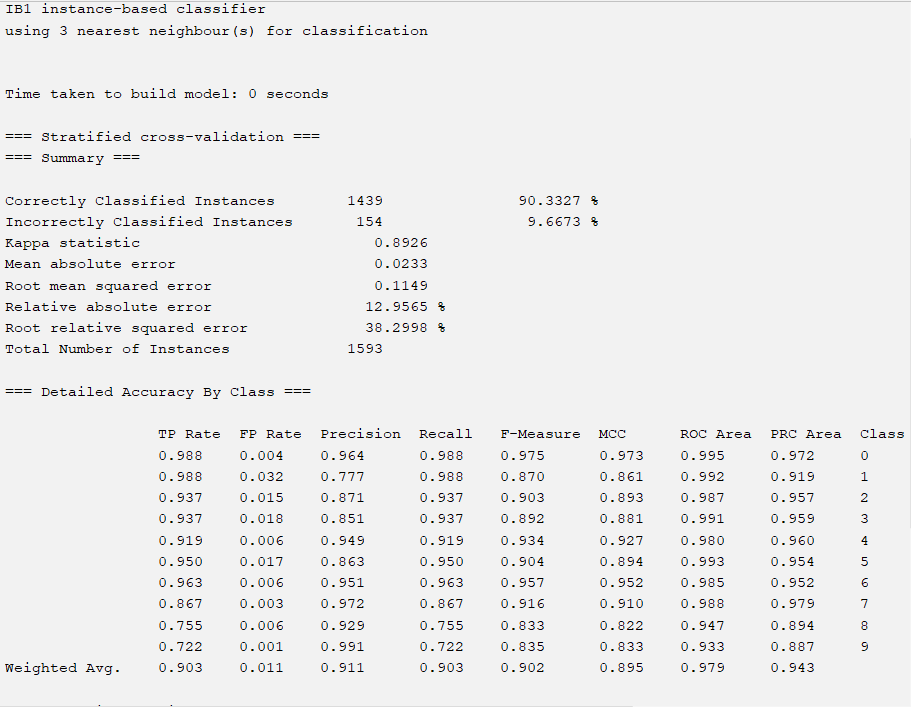 IB1 instance-based classifier
using 3 nearest neighbour(s) for classification
Time taken to build model: 0 seconds
=== Stratified cross-validation ===
=== Summary ===
Correctly Classified Instances 1439 90.3327 %
Incorrectly Classified Instances 154 9.6673 %
Kappa statistic 0.8926
Mean absolute error 0.0233
Root mean squared error 0.1149
Relative absolute error 12.9565 %
Root relative squared error 38.2998 %
Total Number of Instances 1593
=== Detailed Accuracy By Class ===
TP Rate FP Rate Precision Recall F-Measure MCC ROC Area PRC Area Class
0.988 0.004 0.964 0.988 0.975 0.973 0.995 0.972 0
0.988 0.032 0.777 0.988 0.870 0.861 0.992 0.919 1
0.937 0.015 0.871 0.937 0.903 0.893 0.987 0.957 2
0.937 0.018 0.851 0.937 0.892 0.881 0.991 0.959 3
0.919 0.006 0.949 0.919 0.934 0.927 0.980 0.960 4
0.950 0.017 0.863 0.950 0.904 0.894 0.993 0.954 5
0.963 0.006 0.951 0.963 0.957 0.952 0.985 0.952 6
0.867 0.003 0.972 0.867 0.916 0.910 0.988 0.979 7
0.755 0.006 0.929 0.755 0.833 0.822 0.947 0.894 8
0.722 0.001 0.991 0.722 0.835 0.833 0.933 0.887 9
Weighted Avg. 0.903 0.011 0.911 0.903 0.902 0.895 0.979 0.943